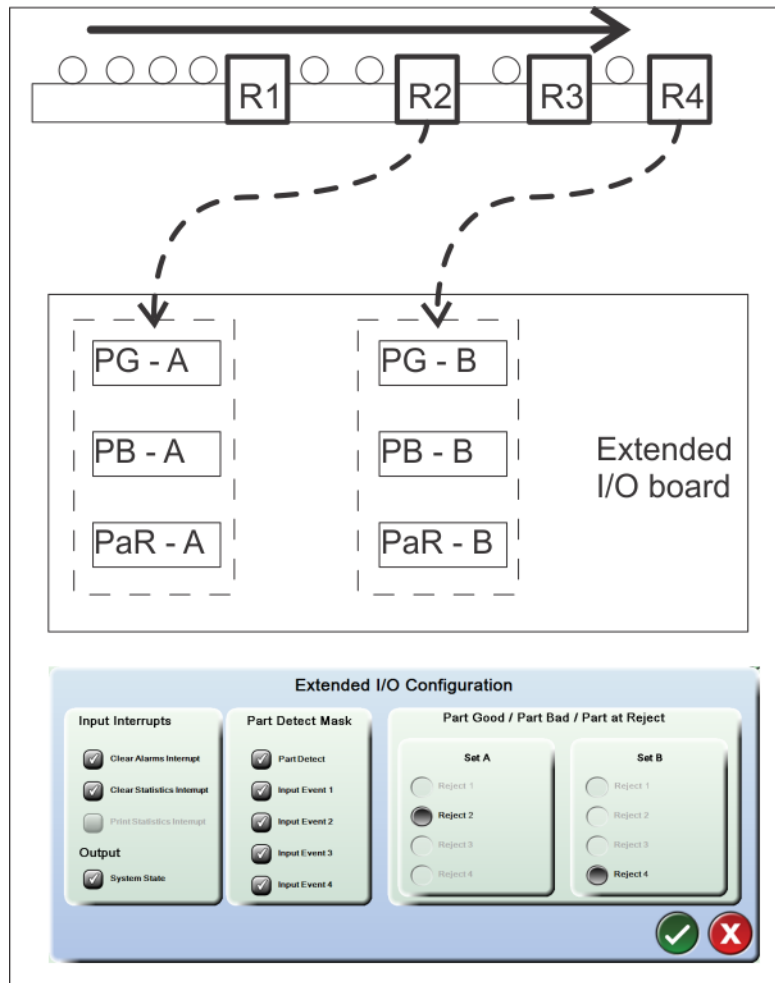 R1
R2
R3
R4
PG - A
PG - B
PB - A
PB - B
Extended
I/O board
PaR - A
PaR - B
Extended I/O Configuration
Input Interrupts
Clear Alarms Interrupt
Clear Statistics Interrupt
Print Statistics Interrupt
Output
System State
Part Detect Mask
Part Detect
Input Event 1
Input Event 2
Input Event 3
Input Event 4
Part Good / Part Bad / Part at Reject
Set A
Reject 1
Reject 2
Reject 3
Reject 4
Set B
Reject 1
Reject 2
Reject 3
Reject 4